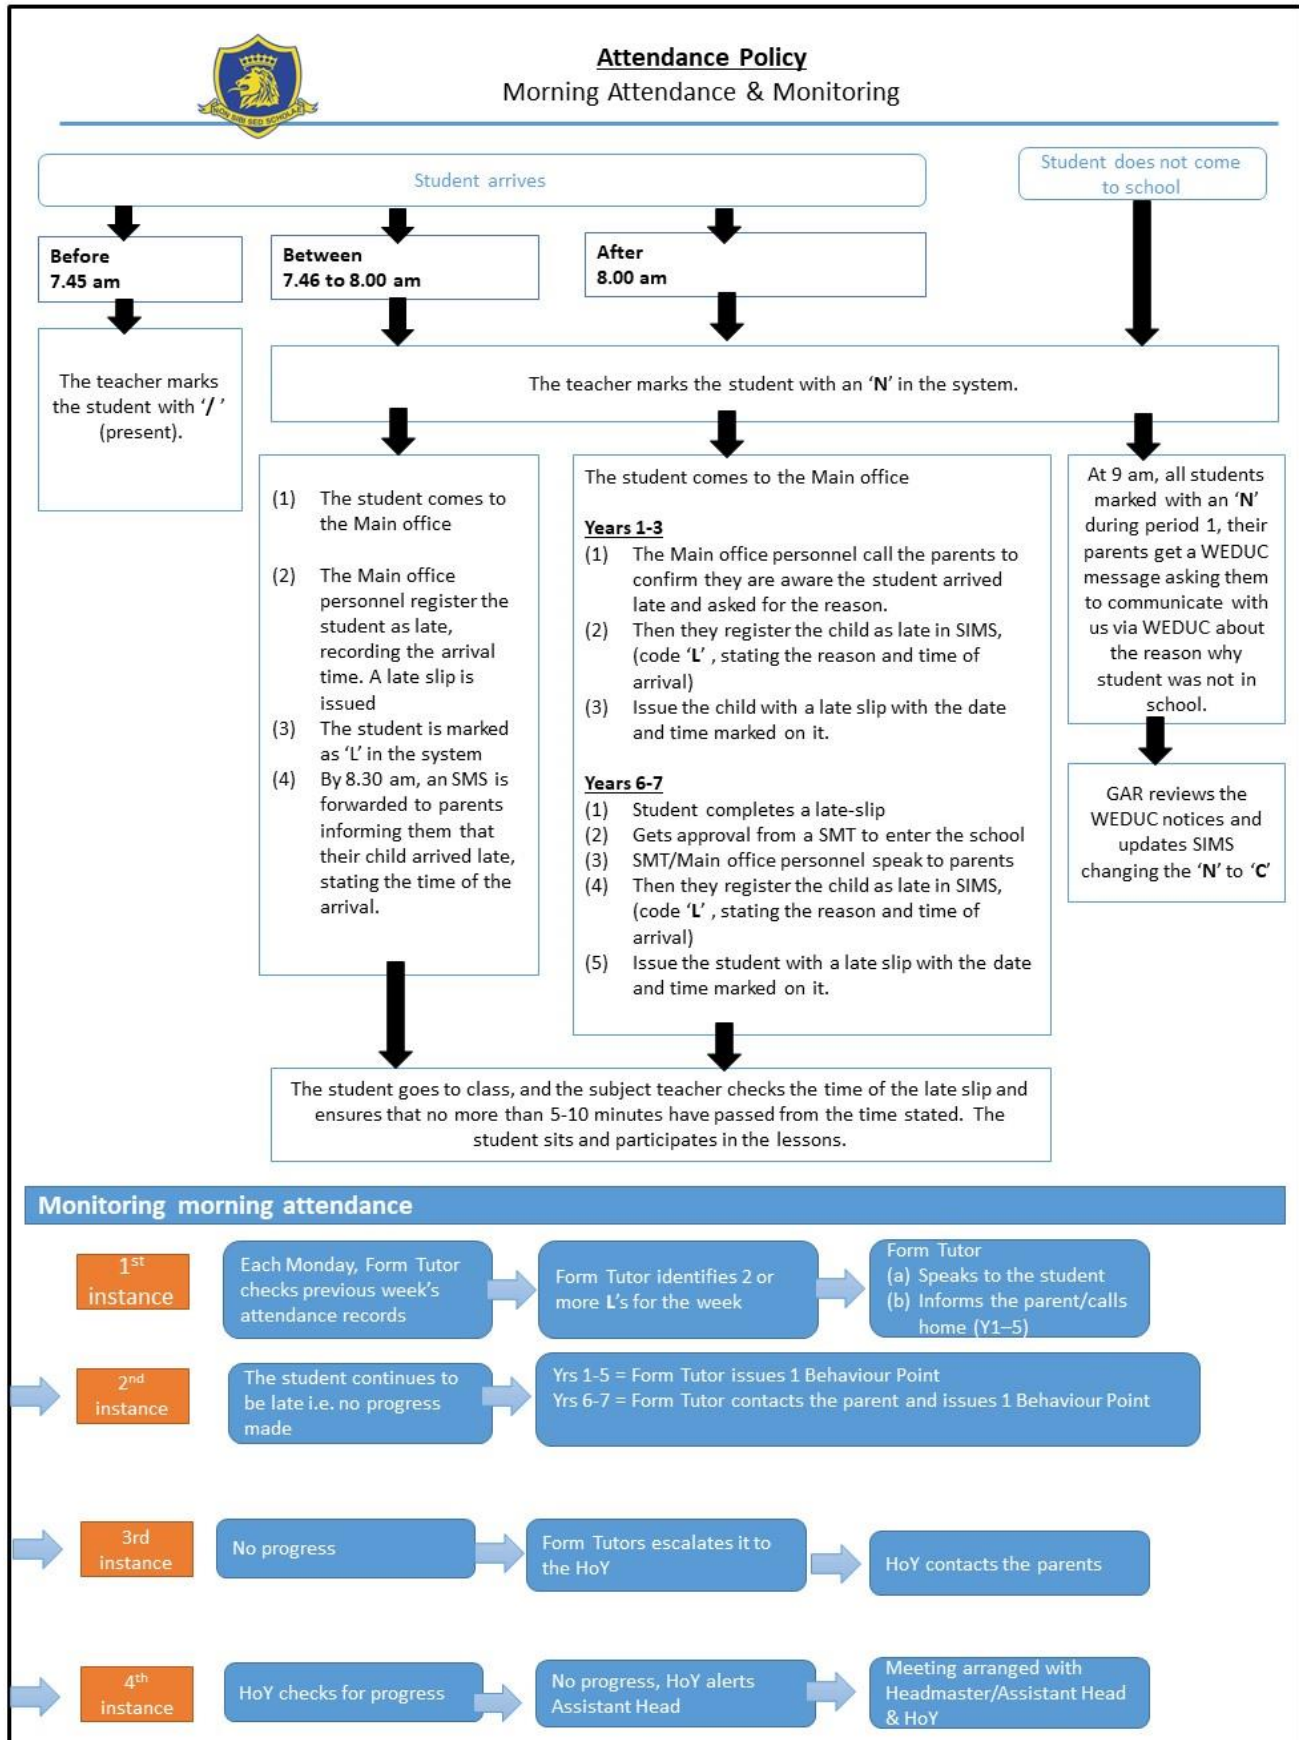 Attendance Policy
Morning Attendance & Monitoring
NON SIBI SED SCHOLAE
Student arrives
Student does not come
to school
Before
7.45 am
Between
7.46 to 8.00 am
After
8.00 am
The teacher marks
the student with ‘/ ’
(present).
The teacher marks the student with an ‘N’ in the system.
(1) The student comes to
the Main office
(2) The Main office
personnel register the
student as late,
recording the arrival
time. A late slip is
issued
(3) The student is marked
as ‘L’ in the system
(4) By 8.30 am, an SMS is
forwarded to parents
informing them that
their child arrived late,
stating the time of the
arrival.
The student comes to the Main office
Years 1-3
(1) The Main office personnel call the parents to
confirm they are aware the student arrived
late and asked for the reason.
(2) Then they register the child as late in SIMS,
(code ‘L’ , stating the reason and time of
arrival)
(3) Issue the child with a late slip with the date
and time marked on it.
Years 6-7
(1) Student completes a late-slip
(2) Gets approval from a SMT to enter the school
(3) SMT/Main office personnel speak to parents
(4) Then they register the child as late in SIMS,
(code ‘L’ , stating the reason and time of
arrival)
(5) Issue the student with a late slip with the date
and time marked on it.
At 9 am, all students
marked with an ‘N’
during period 1, their
parents get a WEDUC
message asking them
to communicate with
us via WEDUC about
the reason why
student was not in
school.
GAR reviews the
WEDUC notices and
updates SIMS
changing the ‘N’ to ‘C’
The student goes to class, and the subject teacher checks the time of the late slip and
ensures that no more than 5-10 minutes have passed from the time stated. The
student sits and participates in the lessons.
Monitoring morning attendance
1st
instance
Each Monday, Form Tutor
checks previous week’s
attendance records
Form Tutor identifies 2 or
more L’s for the week
Form Tutor
(a) Speaks to the student
(b) Informs the parent/calls
home (Y1–5)
2nd
instance
The student continues to
be late i.e. no progress
made
Yrs 1-5 = Form Tutor issues 1 Behaviour Point
Yrs 6-7 = Form Tutor contacts the parent and issues 1 Behaviour Point
3rd
instance
No progress
Form Tutors escalates it to
the HoY
HoY contacts the parents
4th
instance
HoY checks for progress
No progress, HoY alerts
Assistant Head
Meeting arranged with
Headmaster/Assistant Head
& HoY